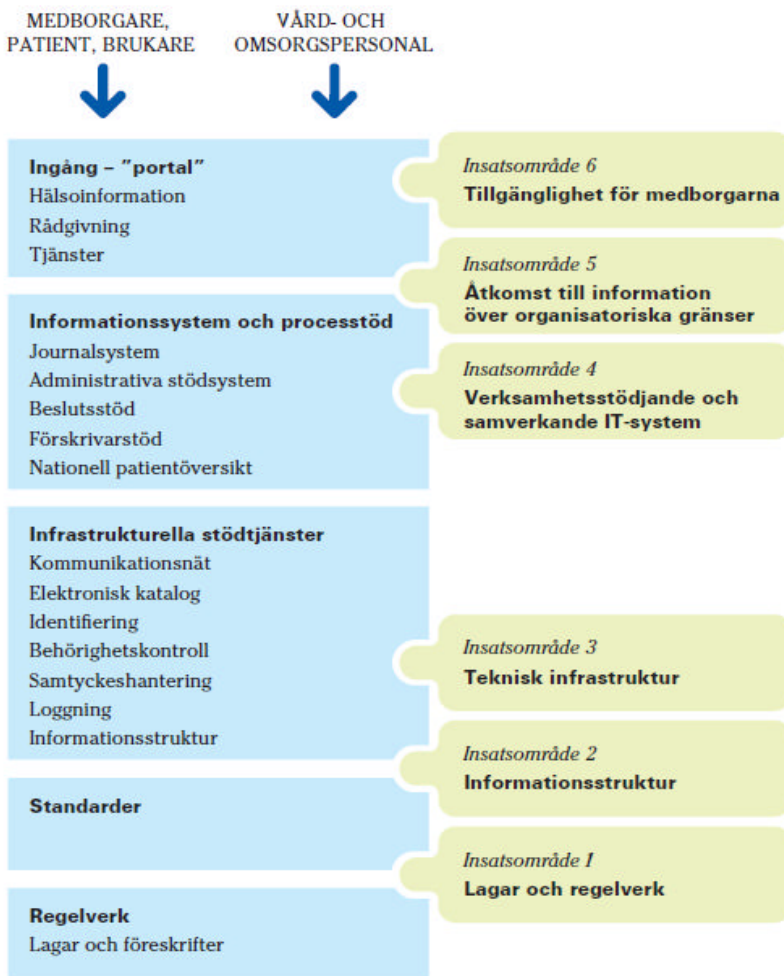 MEDBORGARE,
PATIENT, BRUKARE
VÅRD- OCH
OMSORGSPERSONAL
Ingång – ”portal”
Hälsoinformation
Rådgivning
Tjänster
Insatsområde 6
Tillgänglighet för medborgarna
Insatsområde 5
Åtkomst till information
över organisatoriska gränser
Informationssystem och processtöd
Journalsystem
Administrativa stödsystem
Beslutsstöd
Förskrivarstöd
Nationell patientöversikt
Insatsområde 4
Verksamhetsstödjande och
samverkande IT-system
Infrastrukturella stödtjänster
Kommunikationsnät
Elektronisk katalog
Identifiering
Behörighetskontroll
Samtyckeshantering
Loggning
Informationsstruktur
Insatsområde 3
Teknisk infrastruktur
Insatsområde 2
Informationsstruktur
Standarder
Insatsområde 1
Lagar och regelverk
Regelverk
Lagar och föreskrifter